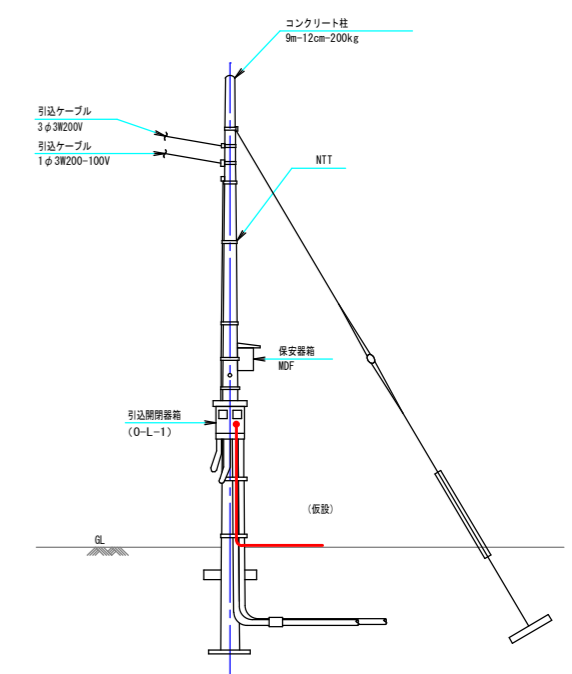 コンクリート柱
9m-12cm-200kg
引込ケーブル
3φ3W200V
引込ケーブル
1φ3W200-100V
NTT
保安器箱
MDF
引込開閉器箱
(O-L-1)
(仮設)
GL